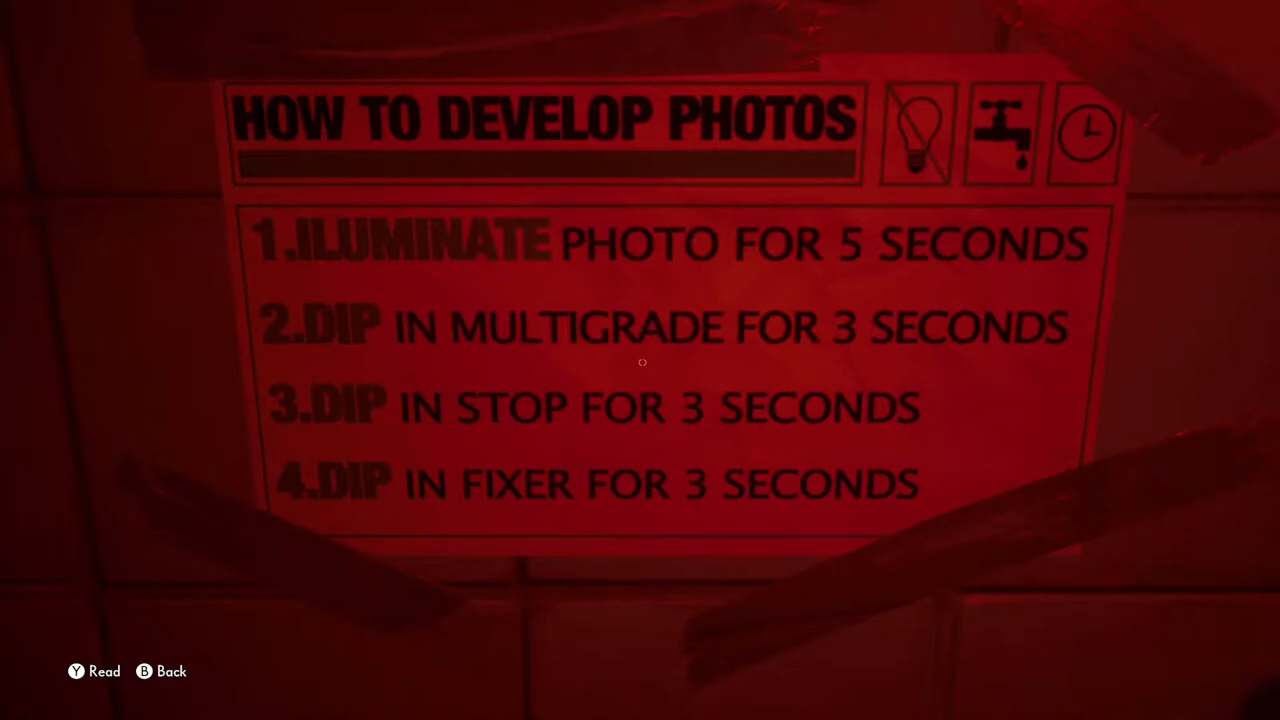 HOW TO DEVELOP PHOTOS
1.ILUMINATE PHOTO FOR 5 SECONDS
2.DIP IN MULTIGRADE FOR 3 SECONDS
3.DIP IN STOP FOR 3 SECONDS
4.DIP IN FIXER FOR 3 SECONDS
Y Read B Back